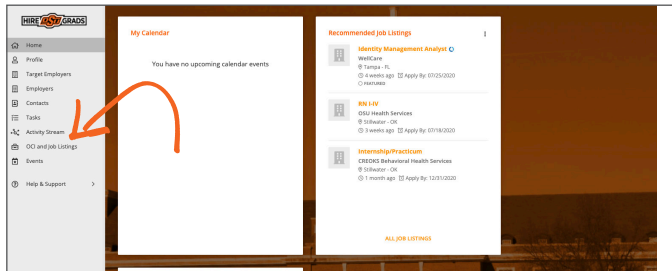 HIRE OSU GRADS
Home
Profile
Target Employers
Employers
Contacts
Tasks
Activity Stream
OCI and Job Listings
Events
Help & Support
My Calendar
You have no upcoming calendar events
Recommended Job Listings
Identity Management Analyst
WellCare
Tampa - FL
4 weeks ago Apply By: 07/25/2020
FEATURED
RN I-IV
OSU Health Services
Stillwater - OK
3 weeks ago Apply By: 07/18/2020
Internship/Practicum
CREOKS Behavioral Health Services
Stillwater - OK
1 month ago Apply By: 12/31/2020
ALL JOB LISTINGS